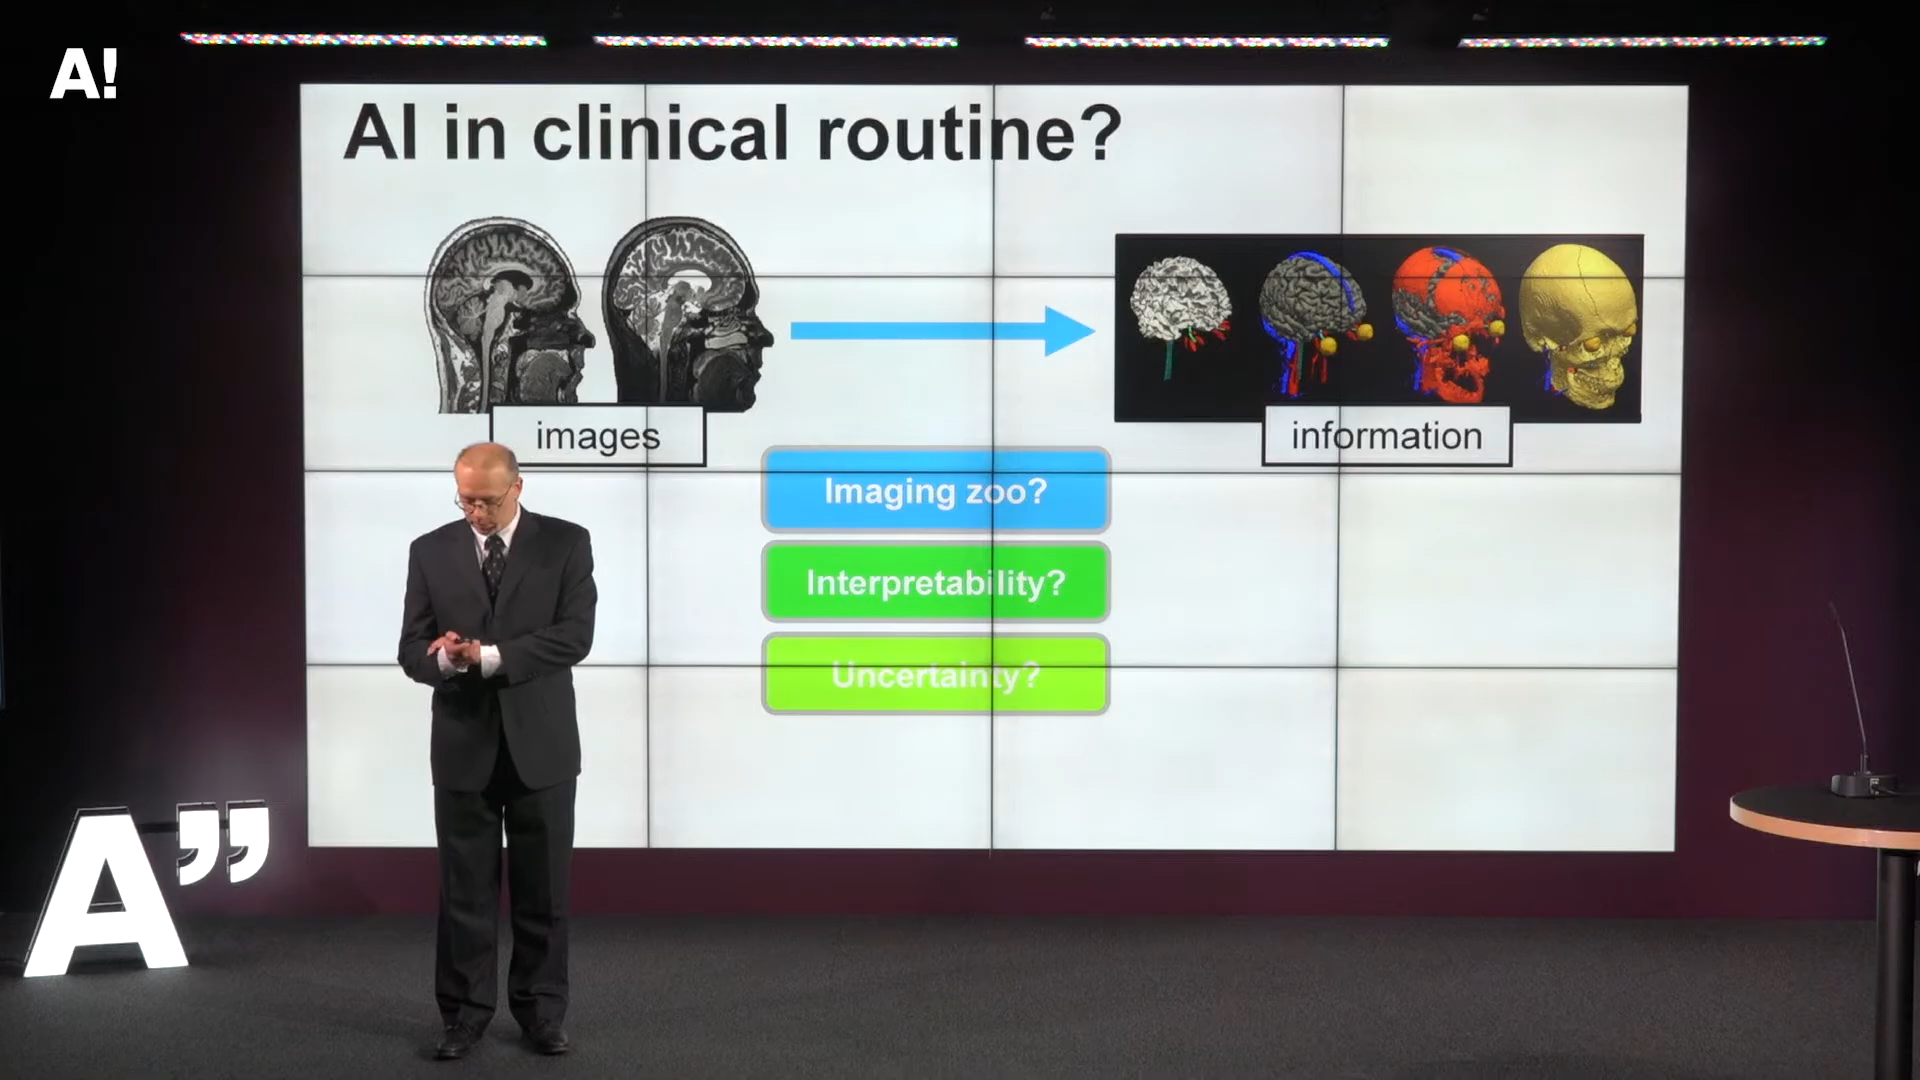 A!
AI in clinical routine?
images
information
Imaging zoo?
Interpretability?
Uncertainty?
A”